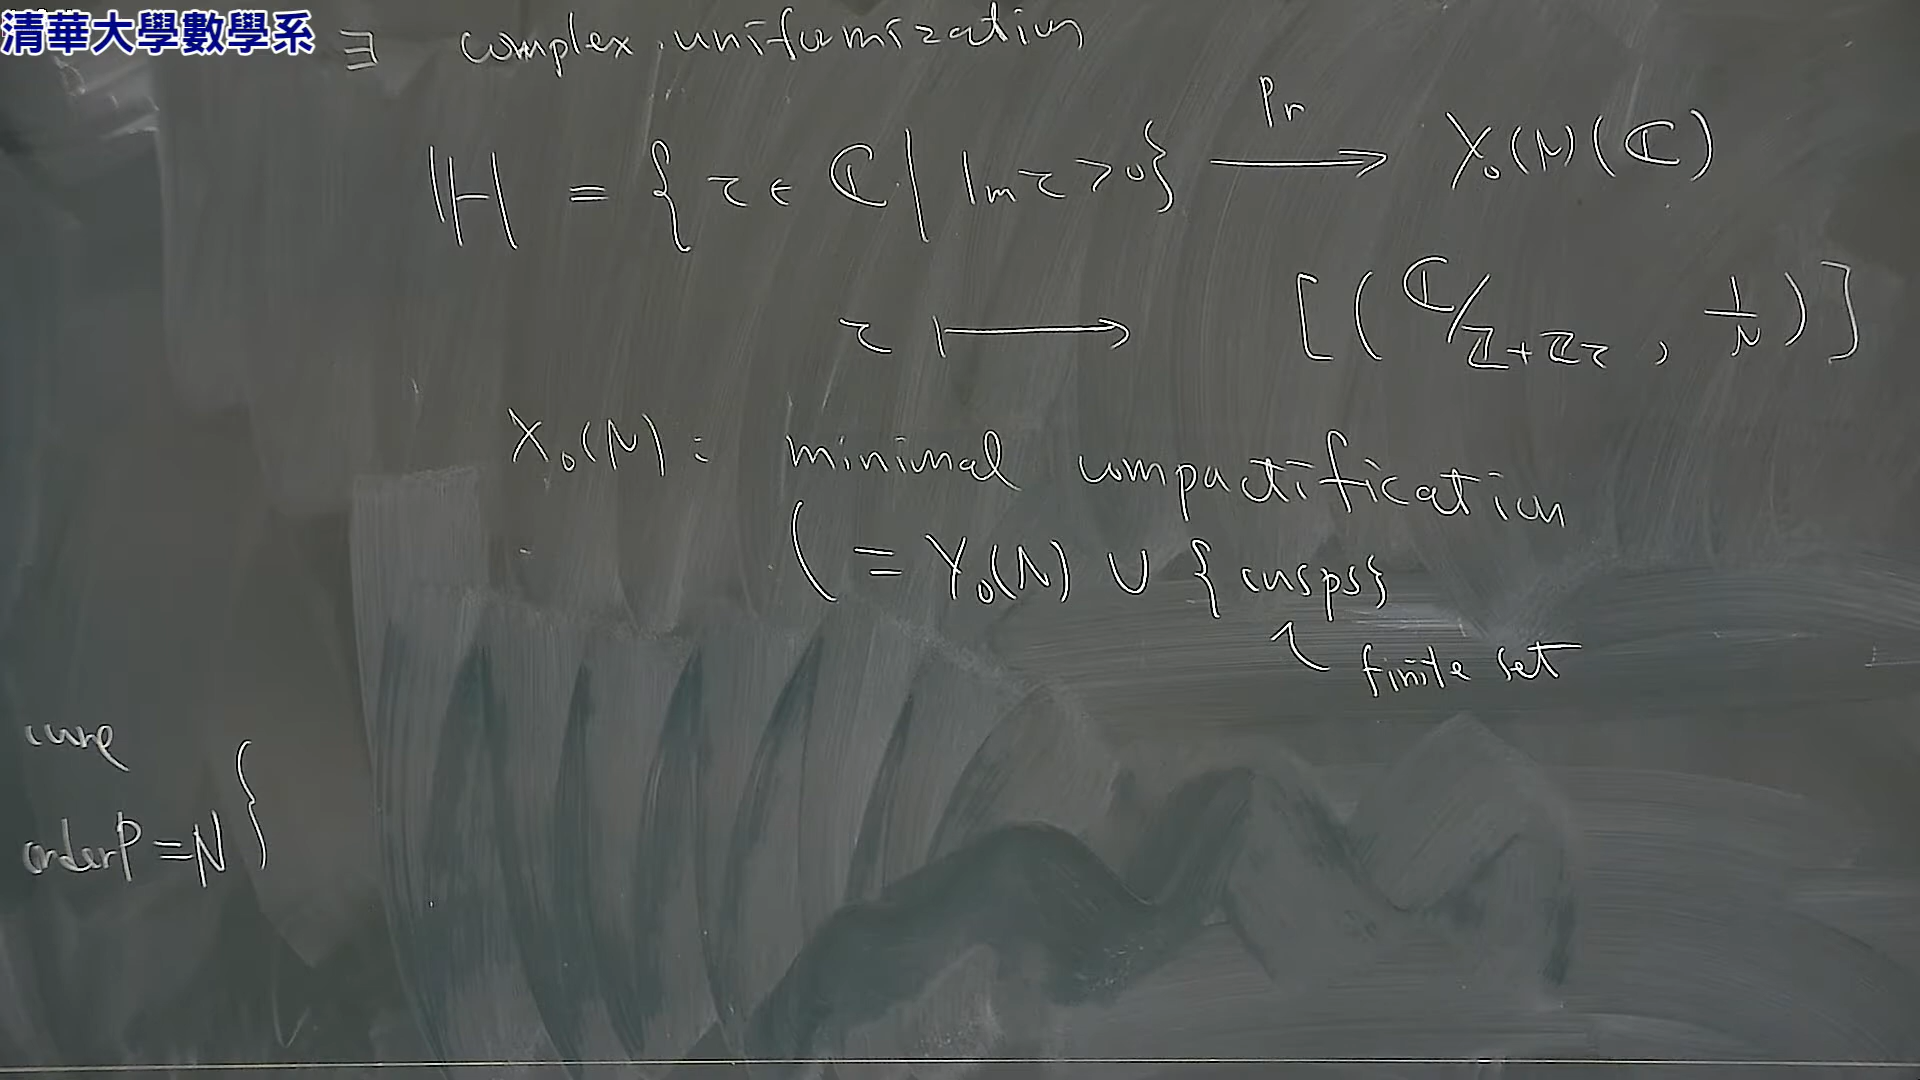 清華大學數學系
∃ complex uniformization
ℍ = { τ ∈ ℂ | Im τ > 0 } —Pr→ Y₀(N)(ℂ)
τ ↦ [ ( ℂ/ℤ+ℤτ , 1/N ) ]
X₀(N) : minimal compactification
( = Y₀(N) ∪ { cusps }
finite set
curve
order P = N }